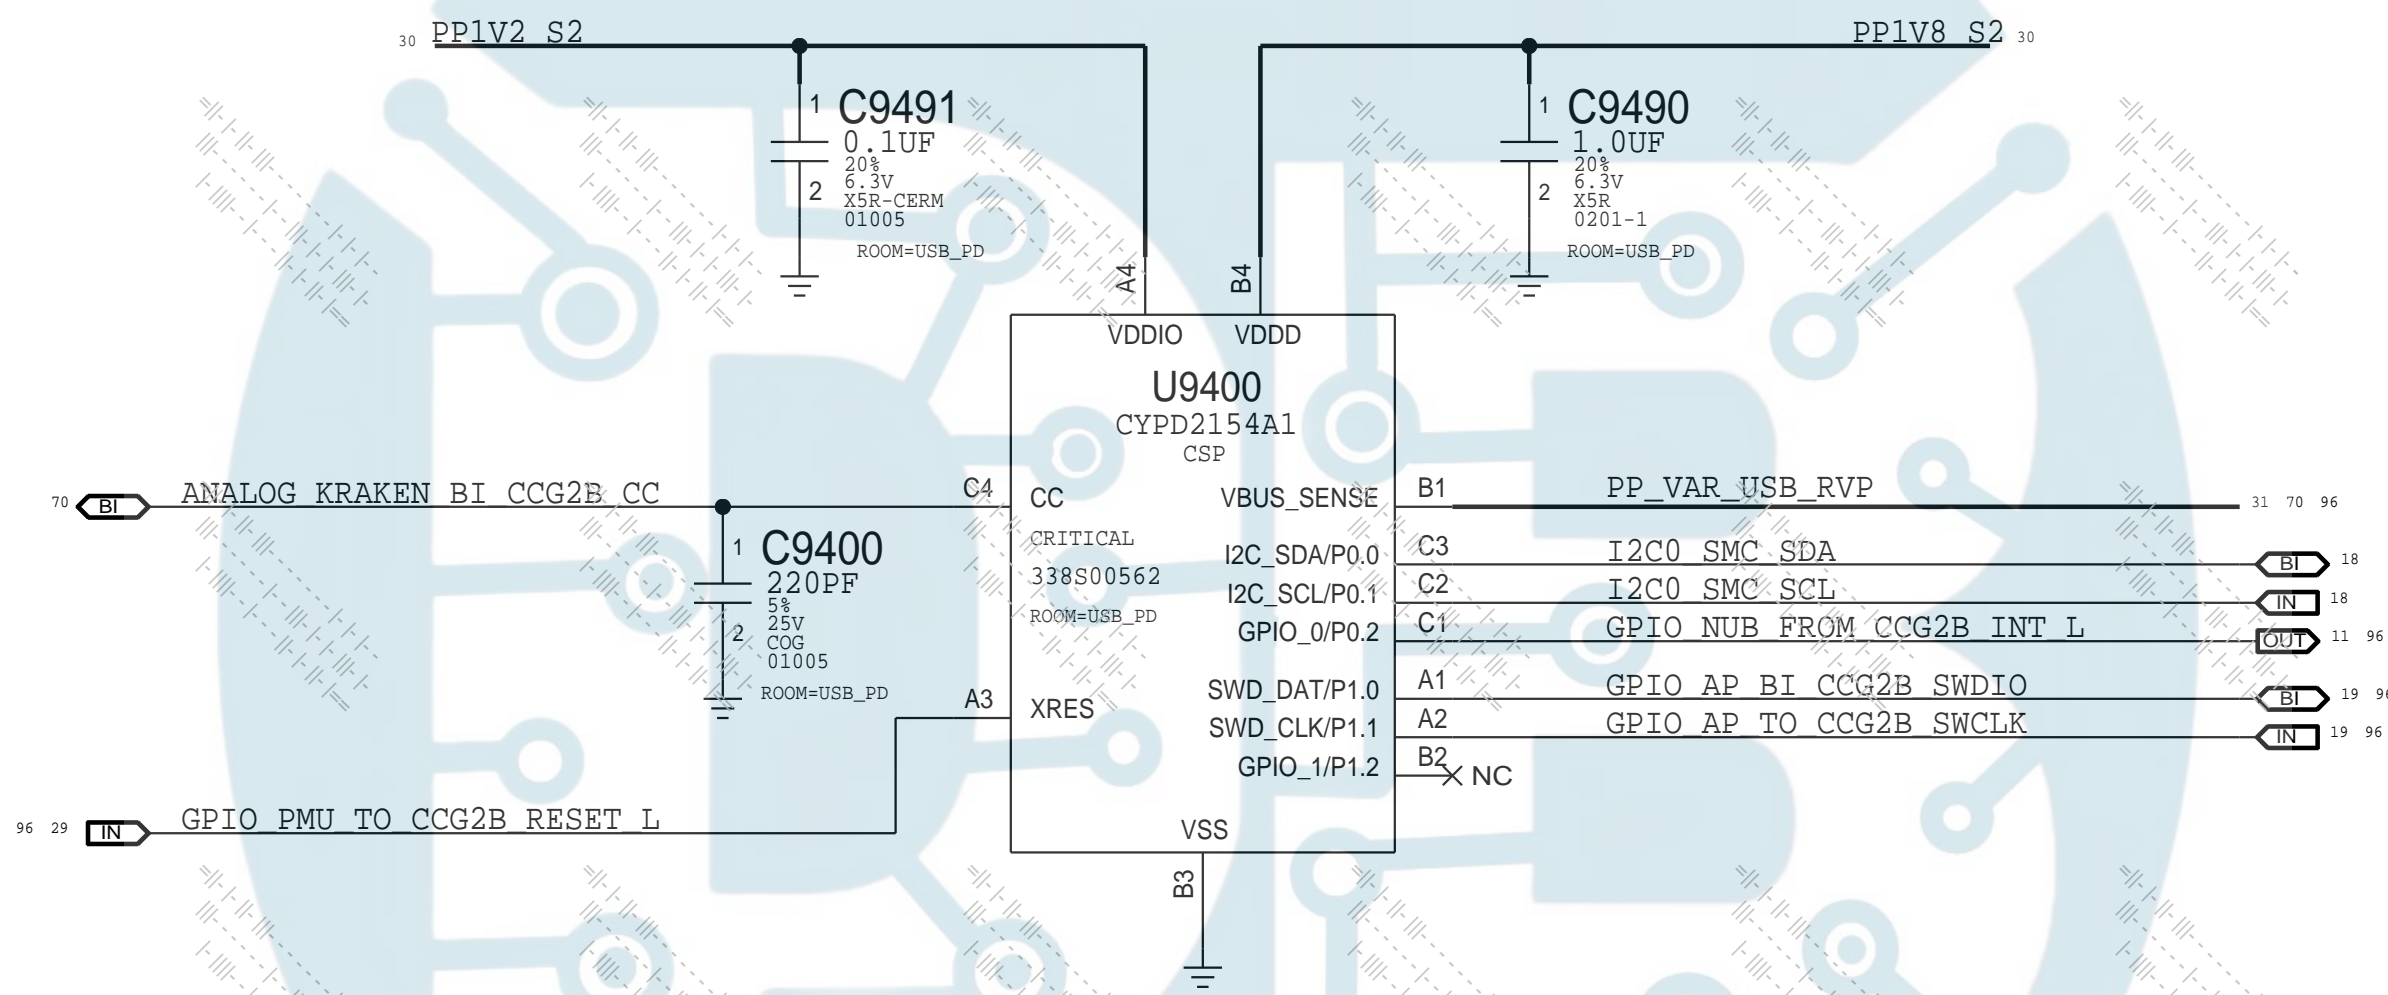 30 PP1V2_S2
PP1V8_S2 30
1 C9491
0.1UF
20%
6.3V
2 X5R-CERM
01005
ROOM=USB_PD
1 C9490
1.0UF
20%
6.3V
2 X5R
0201-1
ROOM=USB_PD
A4 B4
VDDIO VDDD
U9400
CYPD2154A1
CSP
70 BI ANALOG_KRAKEN_BI_CCG2B_CC C4 CC
1 C9400
220PF
5%
25V
2 COG
01005
ROOM=USB_PD
CRITICAL
338S00562
ROOM=USB_PD
A3 XRES
96 29 IN GPIO_PMU_TO_CCG2B_RESET_L
VBUS_SENSE B1 PP_VAR_USB_RVP 31 70 96
I2C_SDA/P0.0 C3 I2C0_SMC_SDA BI 18
I2C_SCL/P0.1 C2 I2C0_SMC_SCL IN 18
GPIO_0/P0.2 C1 GPIO_NUB_FROM_CCG2B_INT_L OUT 11 96
SWD_DAT/P1.0 A1 GPIO_AP_BI_CCG2B_SWDIO BI 19 96
SWD_CLK/P1.1 A2 GPIO_AP_TO_CCG2B_SWCLK IN 19 96
GPIO_1/P1.2 B2 NC
VSS
B3